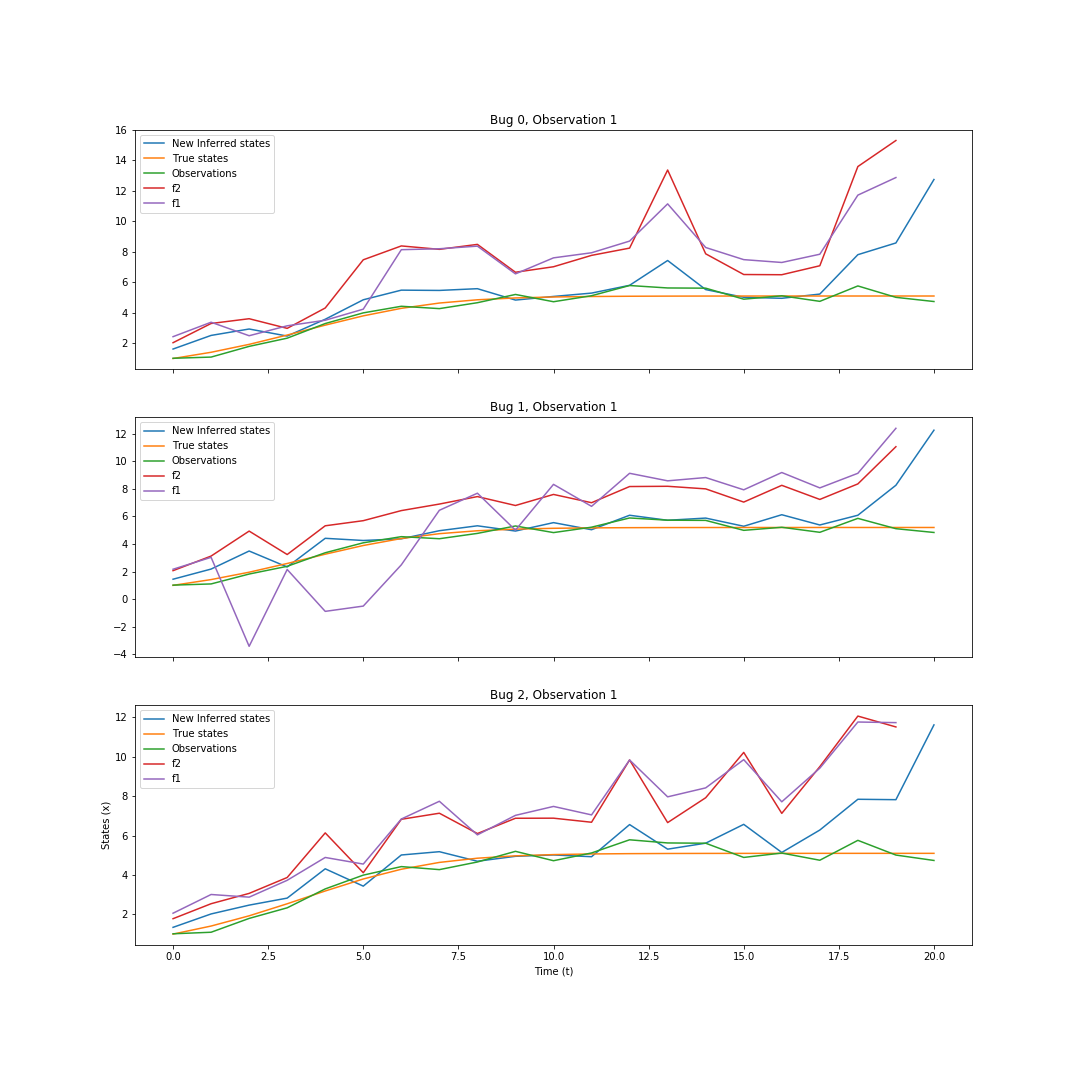 Bug 0, Observation 1
16
14
12
10
8
6
4
2
New Inferred states
True states
Observations
f2
f1
Bug 1, Observation 1
12
10
8
6
4
2
0
−2
−4
New Inferred states
True states
Observations
f2
f1
Bug 2, Observation 1
12
10
8
6
4
2
New Inferred states
True states
Observations
f2
f1
States (x)
0.0 2.5 5.0 7.5 10.0 12.5 15.0 17.5 20.0
Time (t)